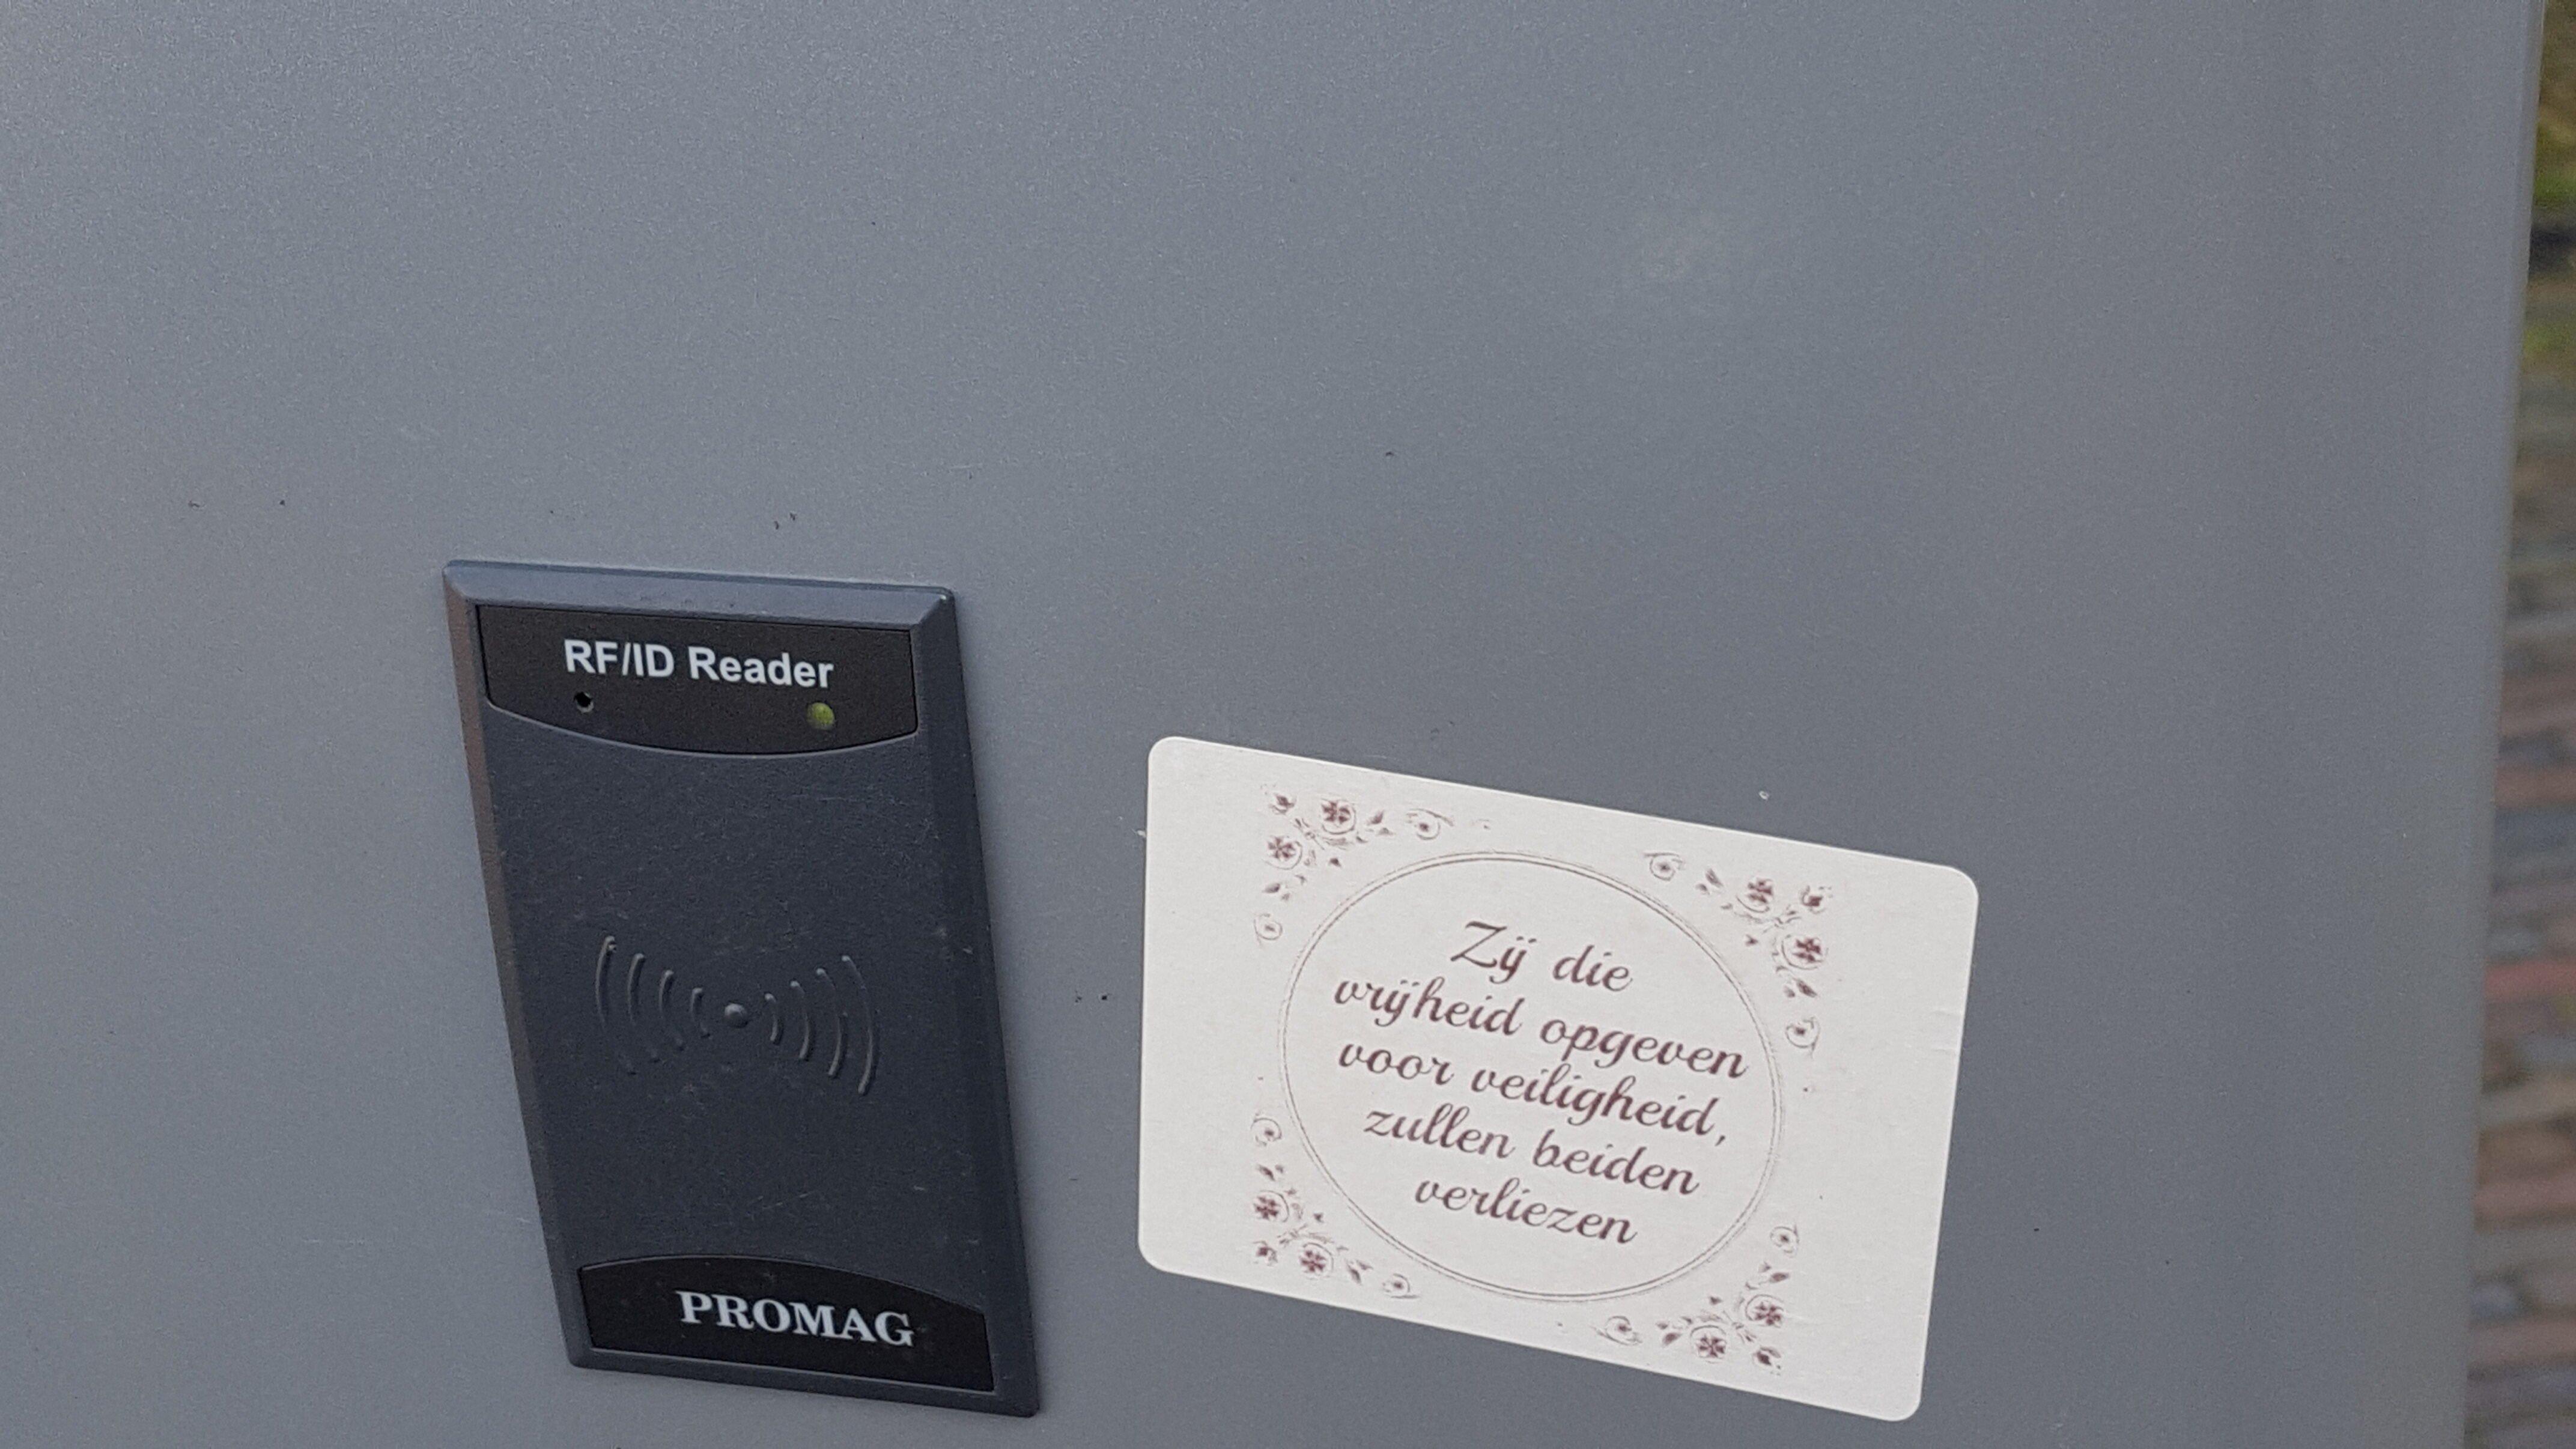 RF/ID Reader
PROMAG
Zij die
vrijheid opgeven
voor veiligheid,
zullen beiden
verliezen